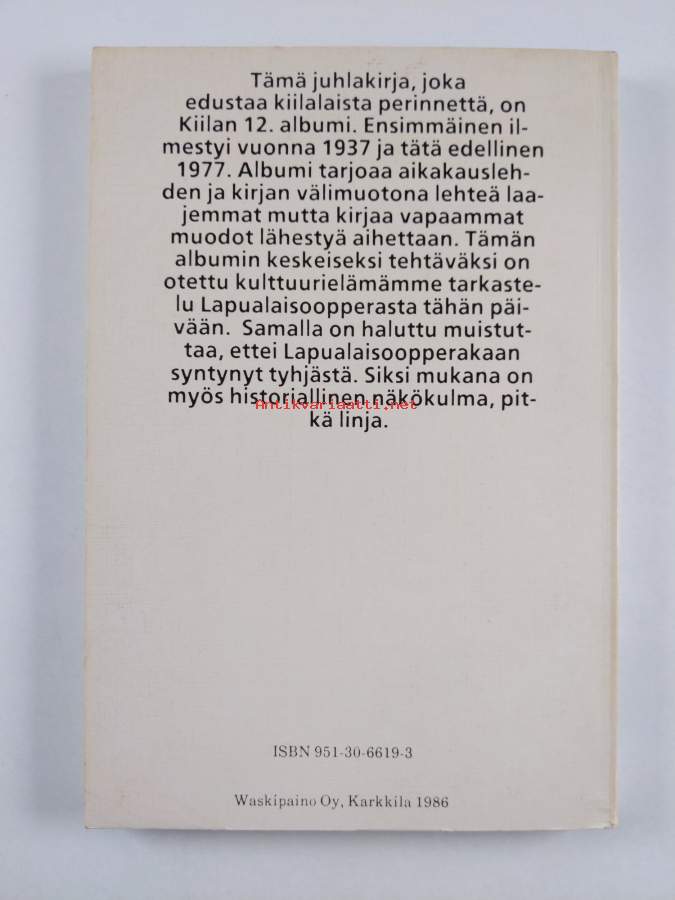 Tämä juhlakirja, joka
edustaa kiilalaista perinnettä, on
Kiilan 12. albumi. Ensimmäinen il-
mestyi vuonna 1937 ja tätä edellinen
1977. Albumi tarjoaa aikakausleh-
den ja kirjan välimuotona lehteä laa-
jemmat mutta kirjaa vapaammat
muodot lähestyä aihettaan. Tämän
albumin keskeiseksi tehtäväksi on
otettu kulttuurielämämme tarkaste-
lu Lapualaisoopperasta tähän päi-
vään. Samalla on haluttu muistut-
taa, ettei Lapualaisoopperakaan
syntynyt tyhjästä. Siksi mukana on
myös historiallinen näkökulma, pit-
Antikvariaatti.net
kä linja.
ISBN 951-30-6619-3
Waskipaino Oy, Karkkila 1986